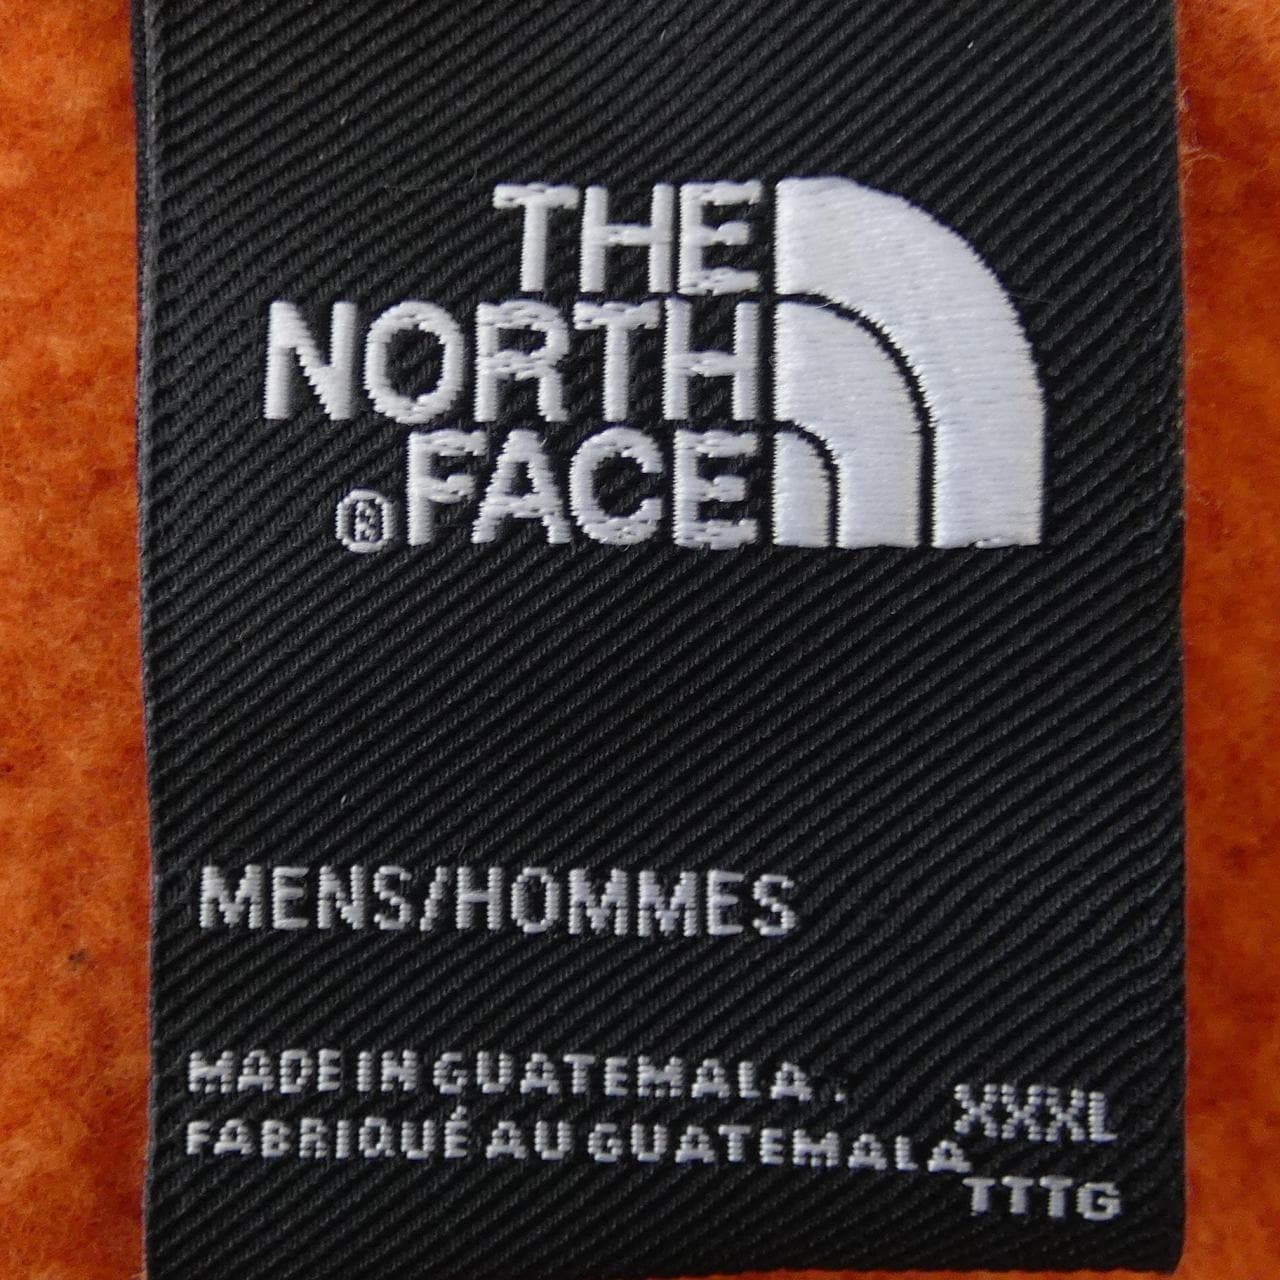 THE
NORTH
®FACE
MENS/HOMMES
MADE IN GUATEMALA .
FABRIQUÉ AU GUATEMALA
XXXL
TTTG